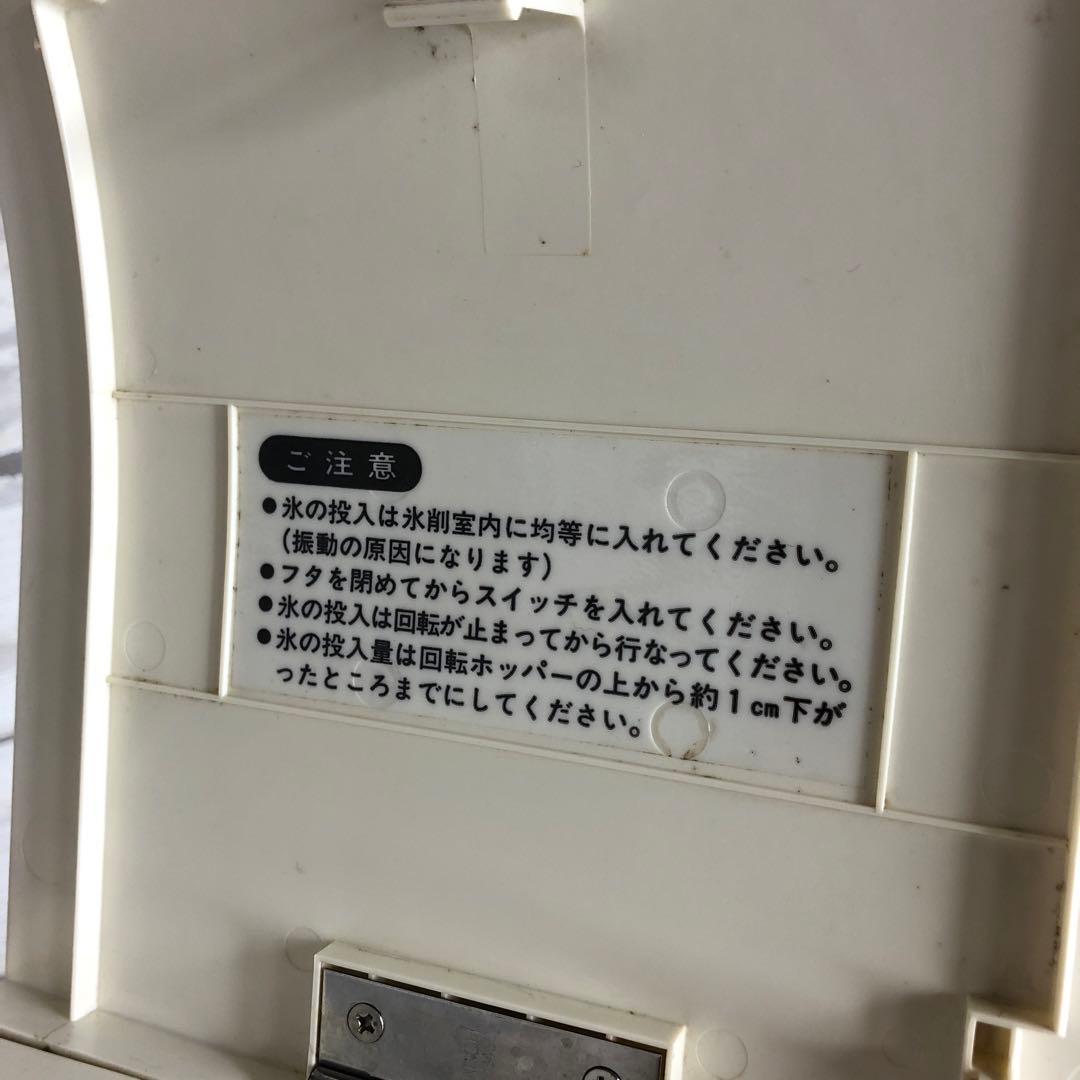 ご注意
●氷の投入は氷削室内に均等に入れてください。
(振動の原因になります)
●フタを閉めてからスイッチを入れてください。
●氷の投入は回転が止まってから行なってください。
●氷の投入量は回転ホッパーの上から約1cm下が
ったところまでにしてください。